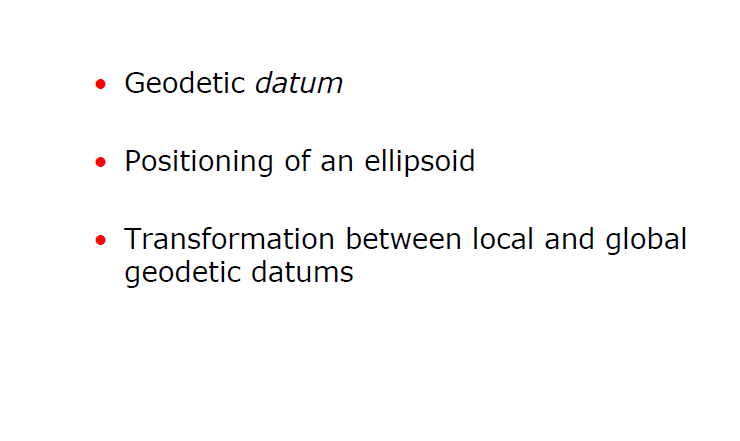 • Geodetic datum
• Positioning of an ellipsoid
• Transformation between local and global
geodetic datums